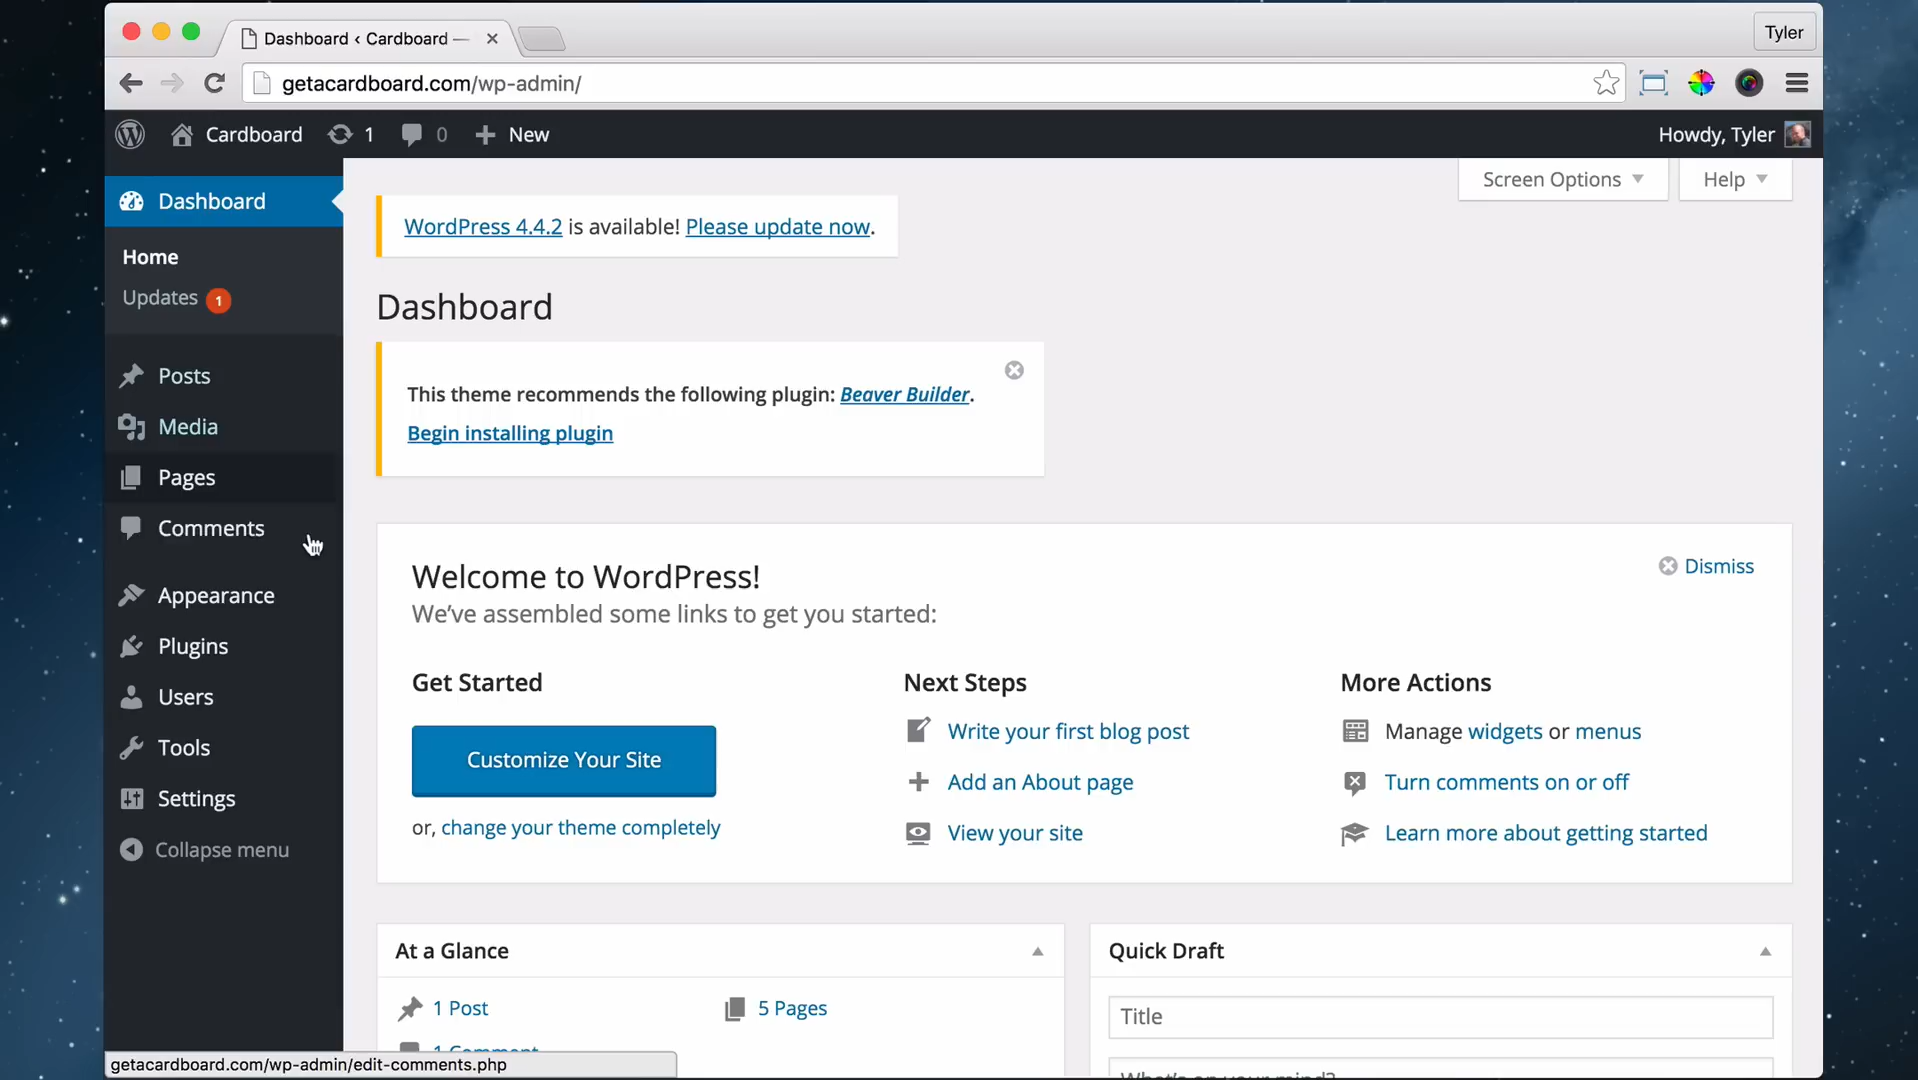 Dashboard ‹ Cardboard —
Tyler
getacardboard.com/wp-admin/
Cardboard 1 0 New
Howdy, Tyler
Dashboard
Home
Updates 1
Posts
Media
Pages
Comments
Appearance
Plugins
Users
Tools
Settings
Collapse menu
Screen Options
Help
WordPress 4.4.2 is available! Please update now.
Dashboard
This theme recommends the following plugin: Beaver Builder.
Begin installing plugin
Welcome to WordPress!
We've assembled some links to get you started:
Dismiss
Get Started
Customize Your Site
or, change your theme completely
Next Steps
Write your first blog post
Add an About page
View your site
More Actions
Manage widgets or menus
Turn comments on or off
Learn more about getting started
At a Glance
1 Post
5 Pages
1 Comment
Quick Draft
Title
What's on your mind?
getacardboard.com/wp-admin/edit-comments.php